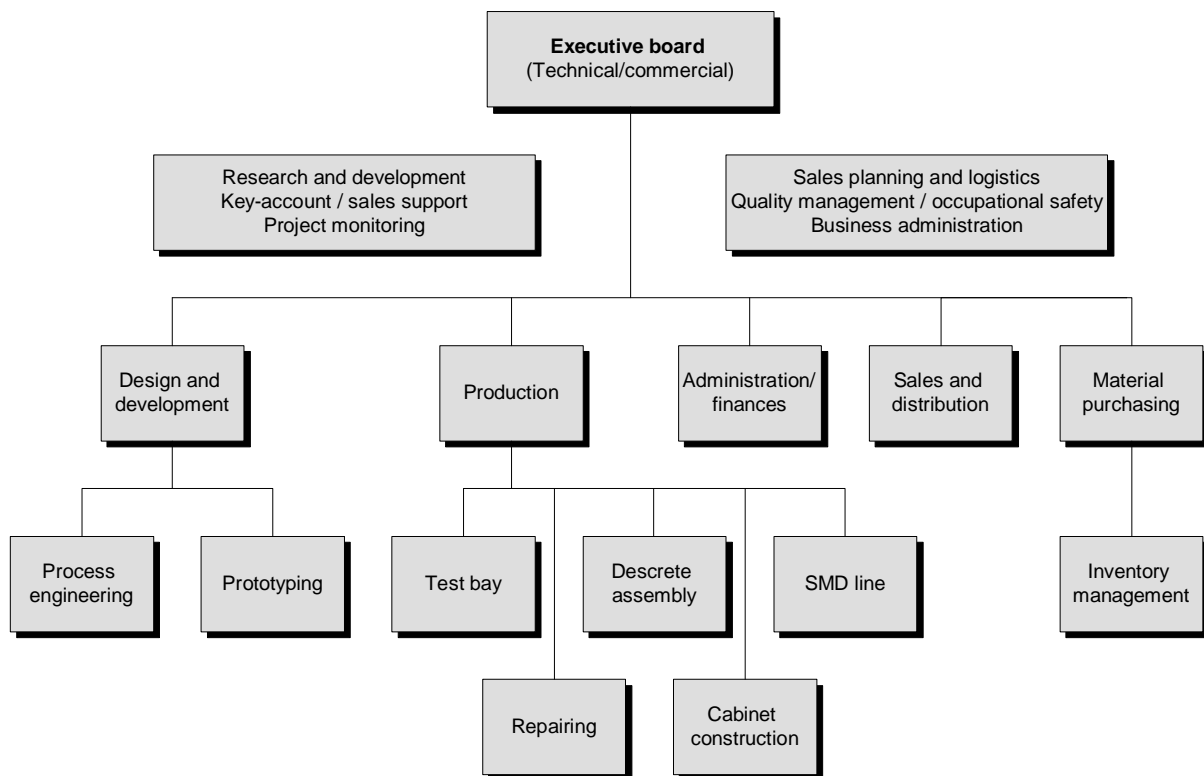 Executive board
(Technical/commercial)
Research and development
Key-account / sales support
Project monitoring
Sales planning and logistics
Quality management / occupational safety
Business administration
Design and
development
Production
Administration/
finances
Sales and
distribution
Material
purchasing
Process
engineering
Prototyping
Test bay
Descrete
assembly
SMD line
Inventory
management
Repairing
Cabinet
construction